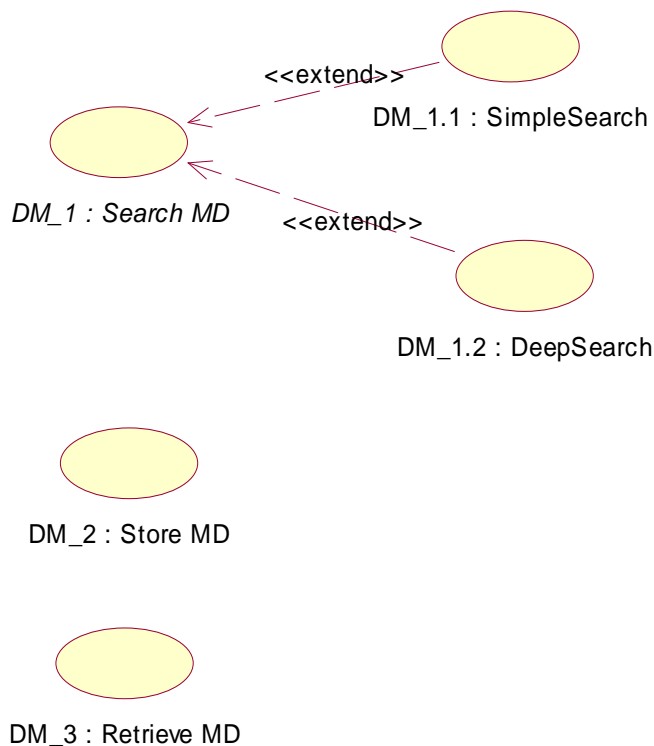 <<extend>>
DM_1.1 : SimpleSearch
DM_1 : Search MD
<<extend>>
DM_1.2 : DeepSearch
DM_2 : Store MD
DM_3 : Retrieve MD